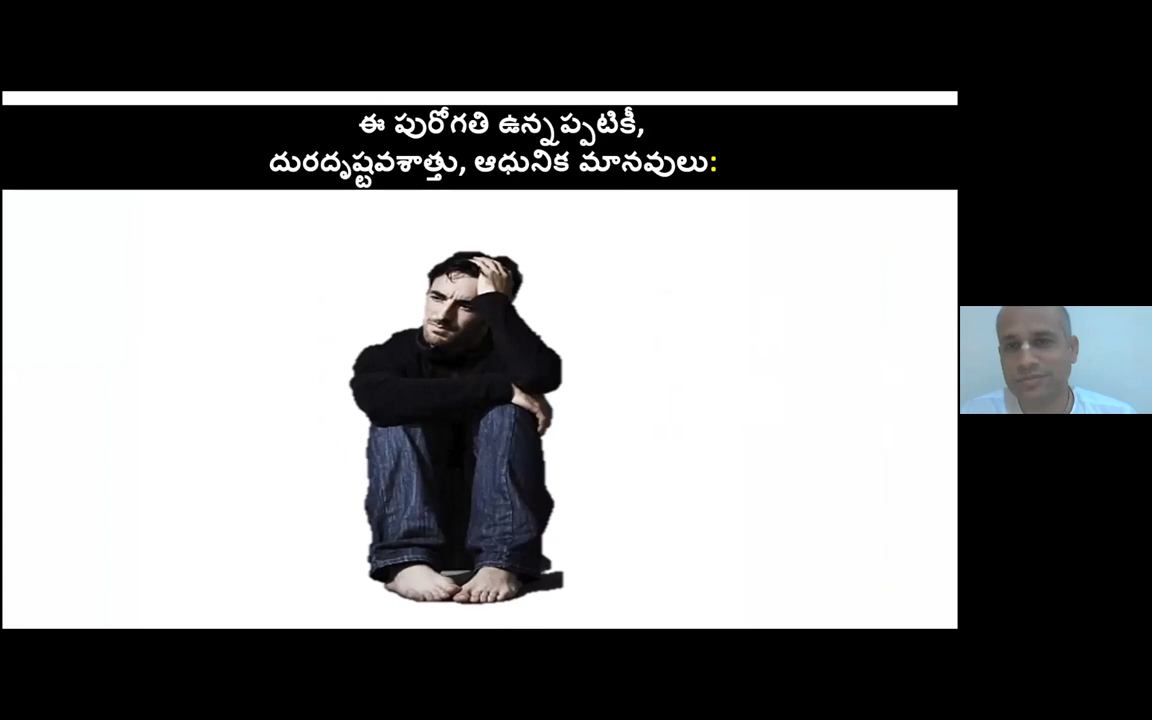 ఈ పురోగతి ఉన్నప్పటికీ,
దురదృష్టవశాత్తు, ఆధునిక మానవులు: